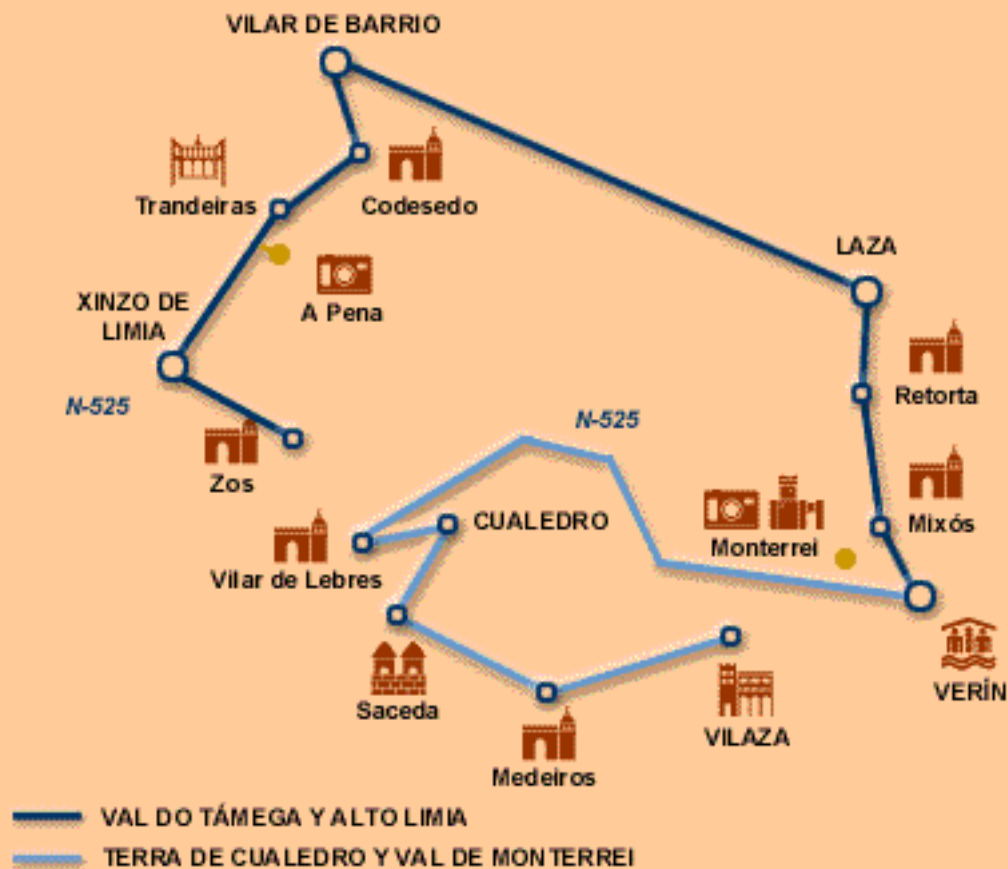 VILAR DE BARRIO
Trandeiras
Codesedo
LAZA
XINZO DE
LIMIA
A Pena
N-525
Retorta
N-525
Zos
CUALEDRO
Mixós
Monterrei
Vilar de Lebres
Saceda
VERÍN
VILAZA
Medeiros
VAL DO TÁMEGA Y ALTO LIMIA
TERRA DE CUALEDRO Y VAL DE MONTERREI